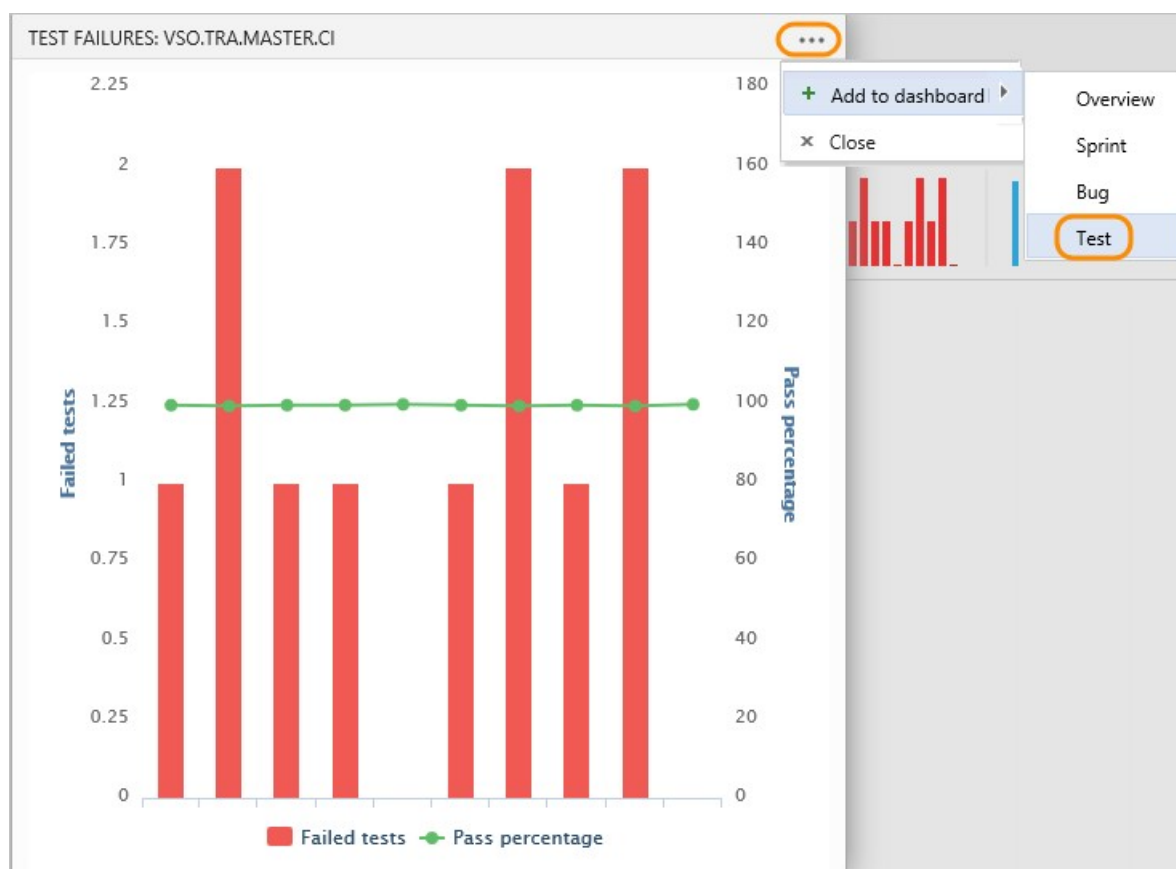 TEST FAILURES: VSO.TRA.MASTER.CI
...
+ Add to dashboard
× Close
Overview
Sprint
Bug
Test
2.25
2
1.75
1.5
1.25
1
0.75
0.5
0.25
0
Failed tests
180
160
140
120
100
80
60
40
20
0
Pass percentage
Failed tests Pass percentage